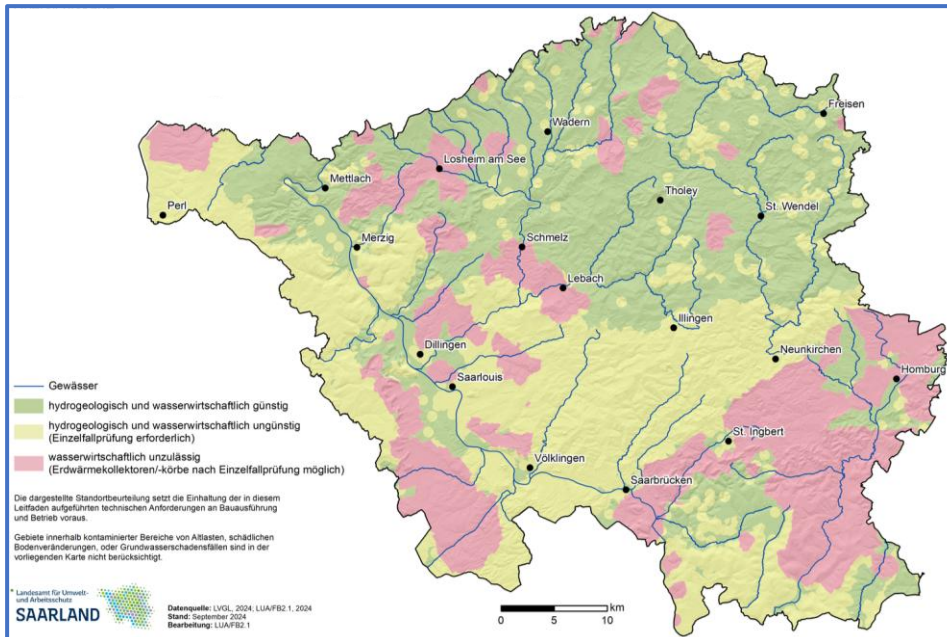 Freisen
Wadern
Losheim am See
Mettlach
Tholey
Perl
St. Wendel
Merzig
Schmelz
Lebach
Illingen
Dillingen
Neunkirchen
Homburg
Saarlouis
St. Ingbert
Völklingen
Saarbrücken
Gewässer
hydrogeologisch und wasserwirtschaftlich günstig
hydrogeologisch und wasserwirtschaftlich ungünstig
(Einzelfallprüfung erforderlich)
wasserwirtschaftlich unzulässig
(Erdwärmekollektoren/-körbe nach Einzelfallprüfung möglich)
Die dargestellte Standortbeurteilung setzt die Einhaltung der in diesem
Leitfaden aufgeführten technischen Anforderungen an Bauausführung
und Betrieb voraus.
Gebiete innerhalb kontaminierter Bereiche von Altlasten, schädlichen
Bodenveränderungen, oder Grundwasserschadensfällen sind in der
vorliegenden Karte nicht berücksichtigt.
Landesamt für Umwelt-
und Arbeitsschutz
SAARLAND
Datenquelle: LVGL, 2024; LUA/FB2.1, 2024
Stand: September 2024
Bearbeitung: LUA/FB2.1
0 5 10 km